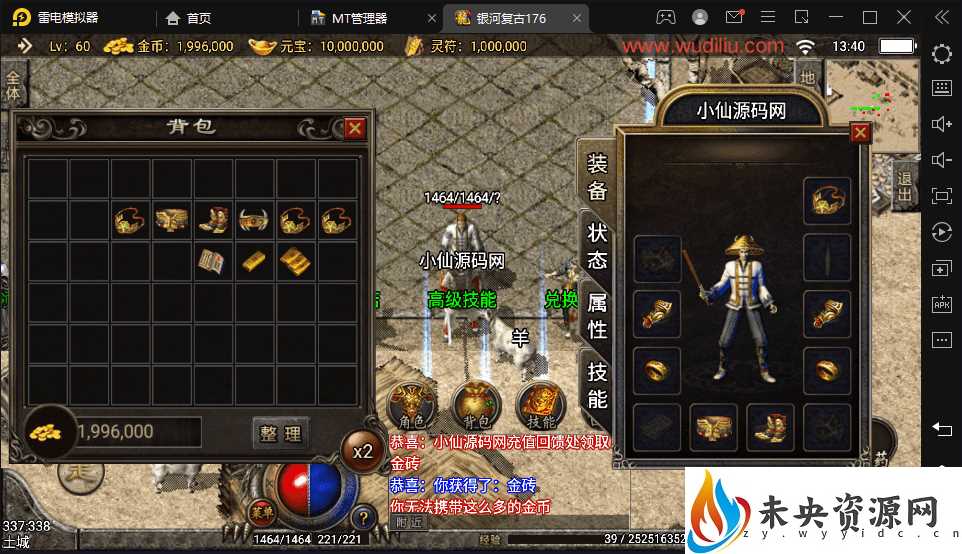 雷电模拟器
首页
MT管理器
银河复古176
Lv: 60
金币: 1,996,000
元宝: 10,000,000
灵符: 1,000,000
www.wudiliu.com
13:40
全体
地
背包
小仙源码网
装备
状态
属性
技能
退出
1464/1464/?
小仙源码网
高级技能
兑换
羊
角色
背包
技能
1,996,000
整理
x2
恭喜: 小仙源码网充值回馈处领取
金砖
恭喜: 你获得了: 金砖
你无法携带这么多的金币
附近
走
菜单
?
药
337:338
土城
1464/1464 221/221
经验
39 / 252516352
APK
未央资源网
zy.wyyidc.cn